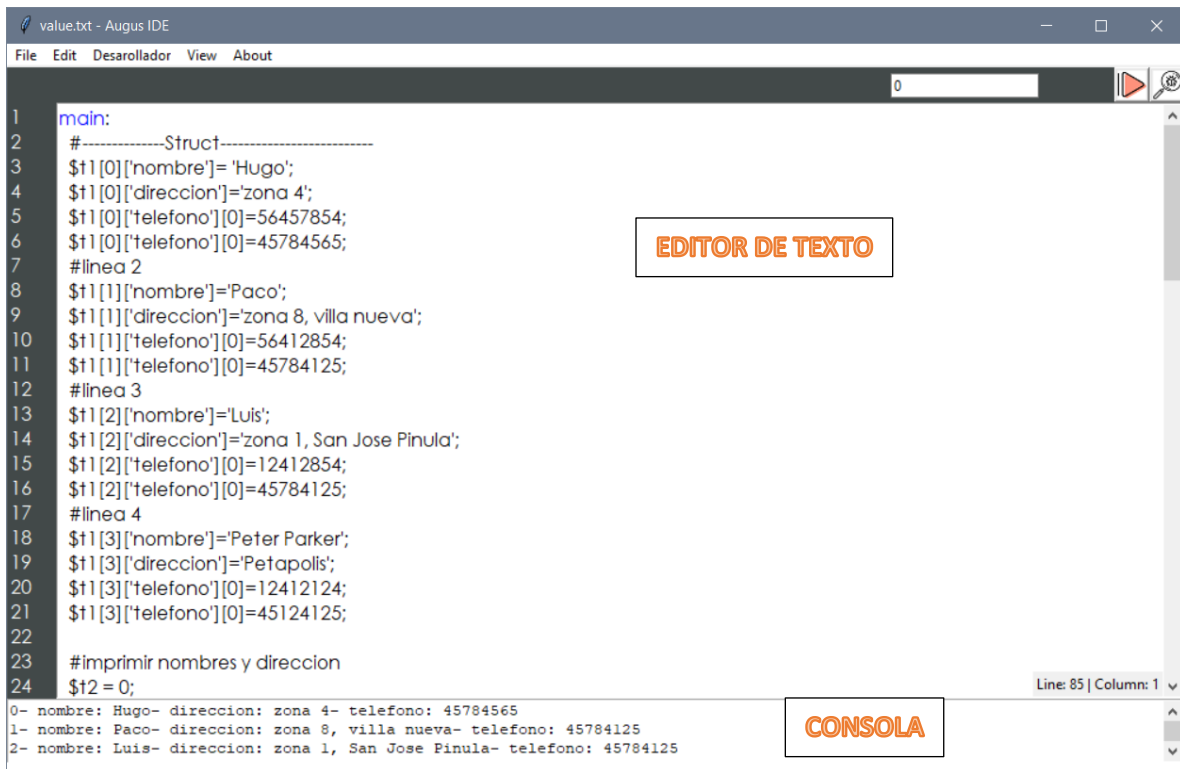 value.txt - Augus IDE
File Edit Desarollador View About
0
1 main:
2 #--------------Struct--------------------------
3 $t1[0]['nombre']= 'Hugo';
4 $t1[0]['direccion']='zona 4';
5 $t1[0]['telefono'][0]=56457854;
6 $t1[0]['telefono'][0]=45784565;
7 #linea 2
8 $t1[1]['nombre']='Paco';
9 $t1[1]['direccion']='zona 8, villa nueva';
10 $t1[1]['telefono'][0]=56412854;
11 $t1[1]['telefono'][0]=45784125;
12 #linea 3
13 $t1[2]['nombre']='Luis';
14 $t1[2]['direccion']='zona 1, San Jose Pinula';
15 $t1[2]['telefono'][0]=12412854;
16 $t1[2]['telefono'][0]=45784125;
17 #linea 4
18 $t1[3]['nombre']='Peter Parker';
19 $t1[3]['direccion']='Petapolis';
20 $t1[3]['telefono'][0]=12412124;
21 $t1[3]['telefono'][0]=45124125;
22
23 #imprimir nombres y direccion
24 $t2 = 0;
EDITOR DE TEXTO
Line: 85 | Column: 1
0- nombre: Hugo- direccion: zona 4- telefono: 45784565
1- nombre: Paco- direccion: zona 8, villa nueva- telefono: 45784125
2- nombre: Luis- direccion: zona 1, San Jose Pinula- telefono: 45784125
CONSOLA